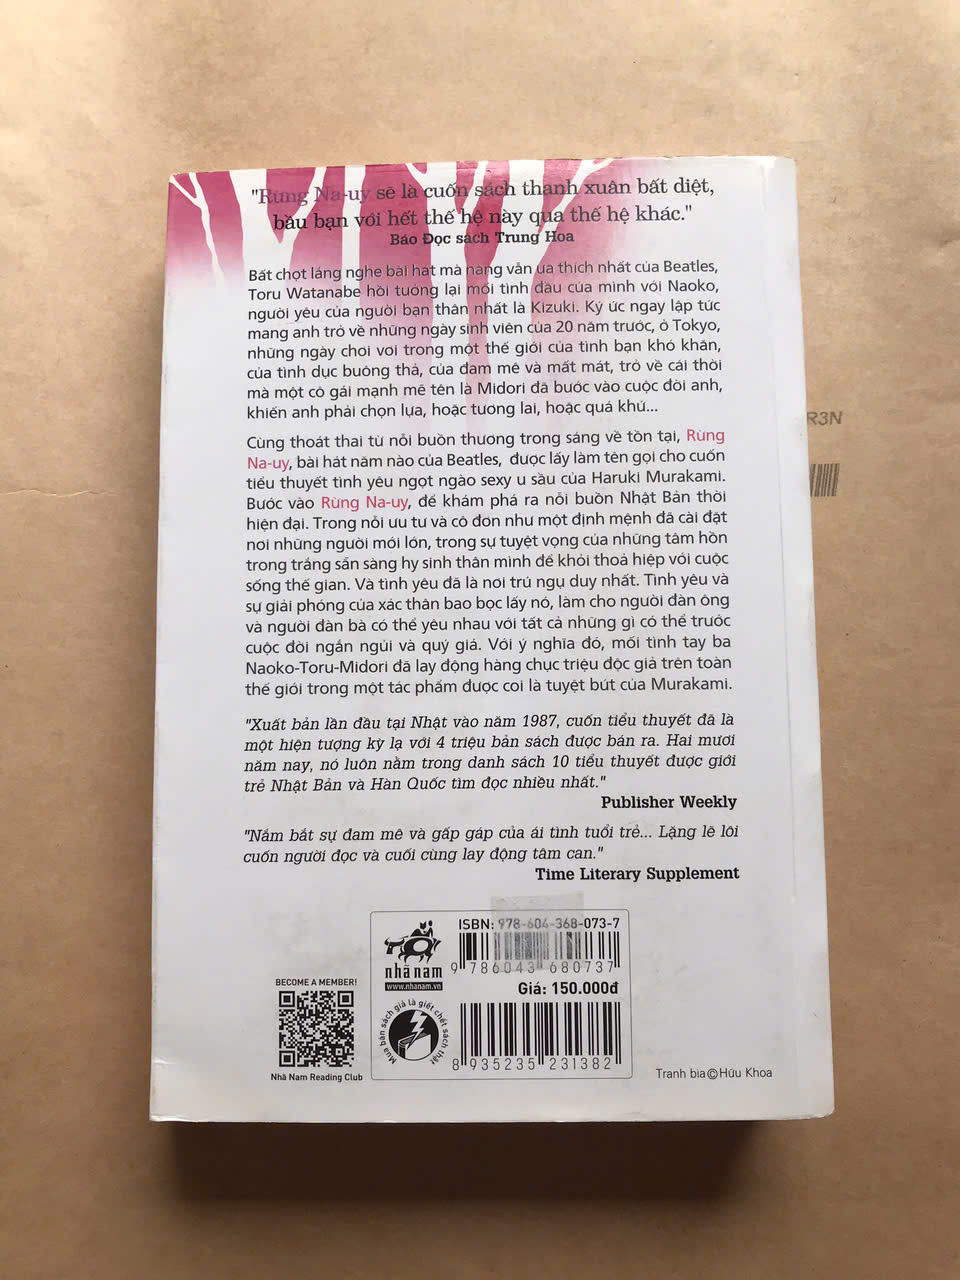 "Rừng Na-uy sẽ là cuốn sách thanh xuân bất diệt,
bầu bạn với hết thế hệ này qua thế hệ khác."
Báo Đọc sách Trung Hoa
Bất chợt lắng nghe bài hát mà nàng vẫn ưa thích nhất của Beatles,
Toru Watanabe hồi tưởng lại mối tình đầu của mình với Naoko,
người yêu của người bạn thân nhất là Kizuki. Ký ức ngay lập tức
mang anh trở về những ngày sinh viên của 20 năm trước, ở Tokyo,
những ngày chơi vơi trong một thế giới của tình bạn khó khăn,
của tình dục buông thả, của đam mê và mất mát, trở về cái thời
mà một cô gái mạnh mẽ tên là Midori đã bước vào cuộc đời anh,
khiến anh phải chọn lựa, hoặc tương lai, hoặc quá khứ...
Cùng thoát thai từ nỗi buồn thương trong sáng về tồn tại, Rừng
Na-uy, bài hát năm nào của Beatles, được lấy làm tên gọi cho cuốn
tiểu thuyết tình yêu ngọt ngào sexy u sầu của Haruki Murakami.
Bước vào Rừng Na-uy, để khám phá ra nỗi buồn Nhật Bản thời
hiện đại. Trong nỗi ưu tư và cô đơn như một định mệnh đã cài đặt
nơi những người mới lớn, trong sự tuyệt vọng của những tâm hồn
trong trắng sẵn sàng hy sinh thân mình để khỏi thoả hiệp với cuộc
sống thế gian. Và tình yêu đã là nơi trú ngụ duy nhất. Tình yêu và
sự giải phóng của xác thân bao bọc lấy nó, làm cho người đàn ông
và người đàn bà có thể yêu nhau với tất cả những gì có thể trước
cuộc đời ngắn ngủi và quý giá. Với ý nghĩa đó, mối tình tay ba
Naoko-Toru-Midori đã lay động hàng chục triệu độc giả trên toàn
thế giới trong một tác phẩm được coi là tuyệt bút của Murakami.
"Xuất bản lần đầu tại Nhật vào năm 1987, cuốn tiểu thuyết đã là
một hiện tượng kỳ lạ với 4 triệu bản sách được bán ra. Hai mươi
năm nay, nó luôn nằm trong danh sách 10 tiểu thuyết được giới
trẻ Nhật Bản và Hàn Quốc tìm đọc nhiều nhất."
Publisher Weekly
"Nắm bắt sự đam mê và gấp gáp của ái tình tuổi trẻ... Lặng lẽ lôi
cuốn người đọc và cuối cùng lay động tâm can."
Time Literary Supplement
ISBN: 978-604-368-073-7
9 786043 680737
nhã nam
www.nhanam.vn
Giá: 150.000đ
Mua bán sách giả là giết chết sách thật
8 935235 231382
BECOME A MEMBER!
Nhã Nam Reading Club
Tranh bìa©Hữu Khoa
R3N